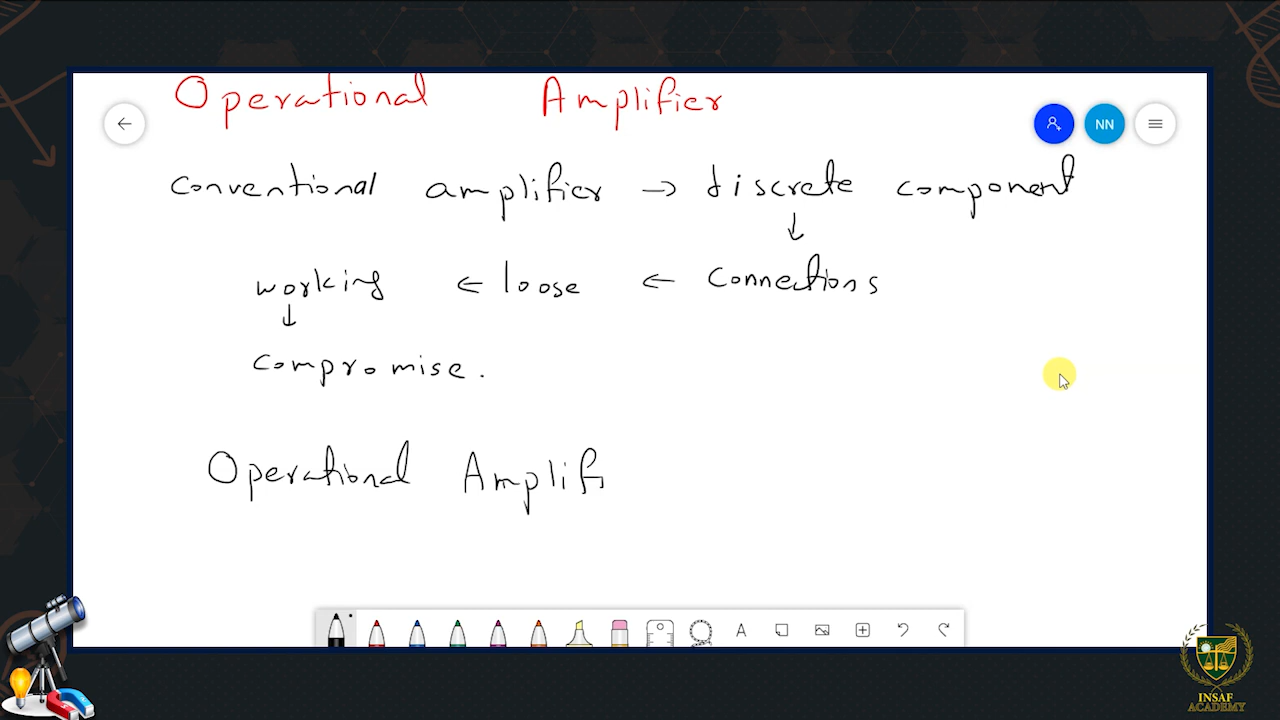 Operational Amplifier
NN
conventional amplifier → discrete component
↓
working ← loose ← connections
↓
compromise.
Operational Amplifi
A
INSAF
ACADEMY